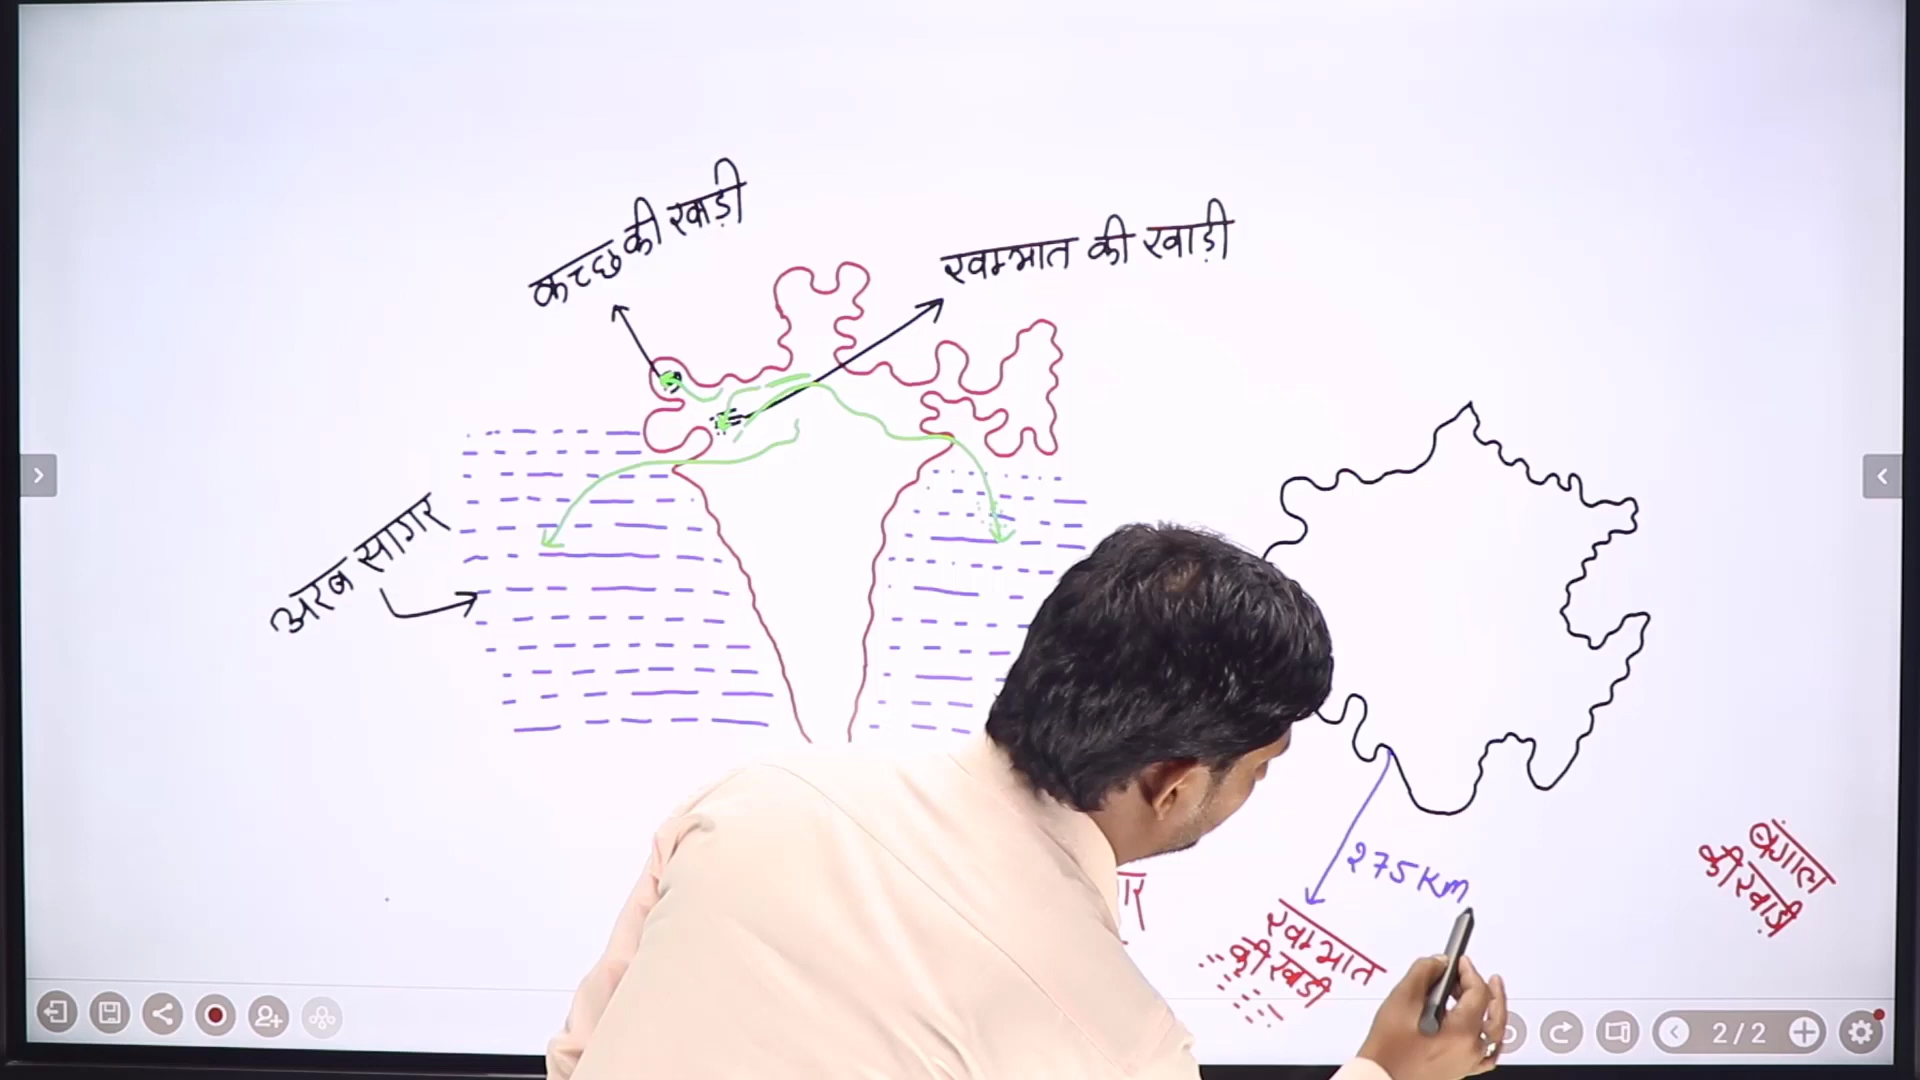 कच्छ की खाड़ी
खम्भात की खाड़ी
अरब सागर
275 Km
खम्भात
की खाड़ी
बंगाल
की खाड़ी
2/2